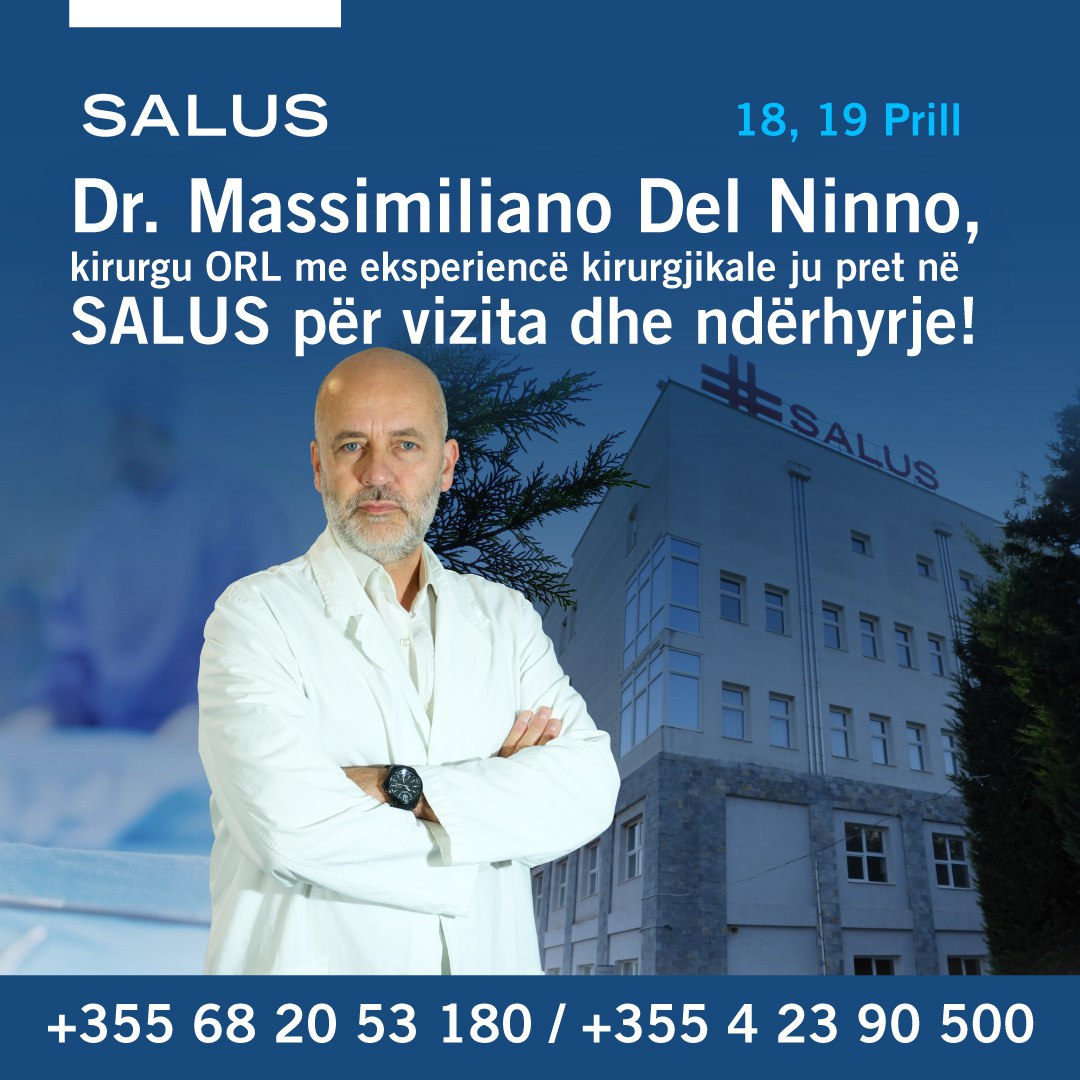 SALUS
18, 19 Prill
Dr. Massimiliano Del Ninno,
kirurgu ORL me eksperiencë kirurgjikale ju pret në
SALUS për vizita dhe ndërhyrje!
SALUS
+355 68 20 53 180 / +355 4 23 90 500